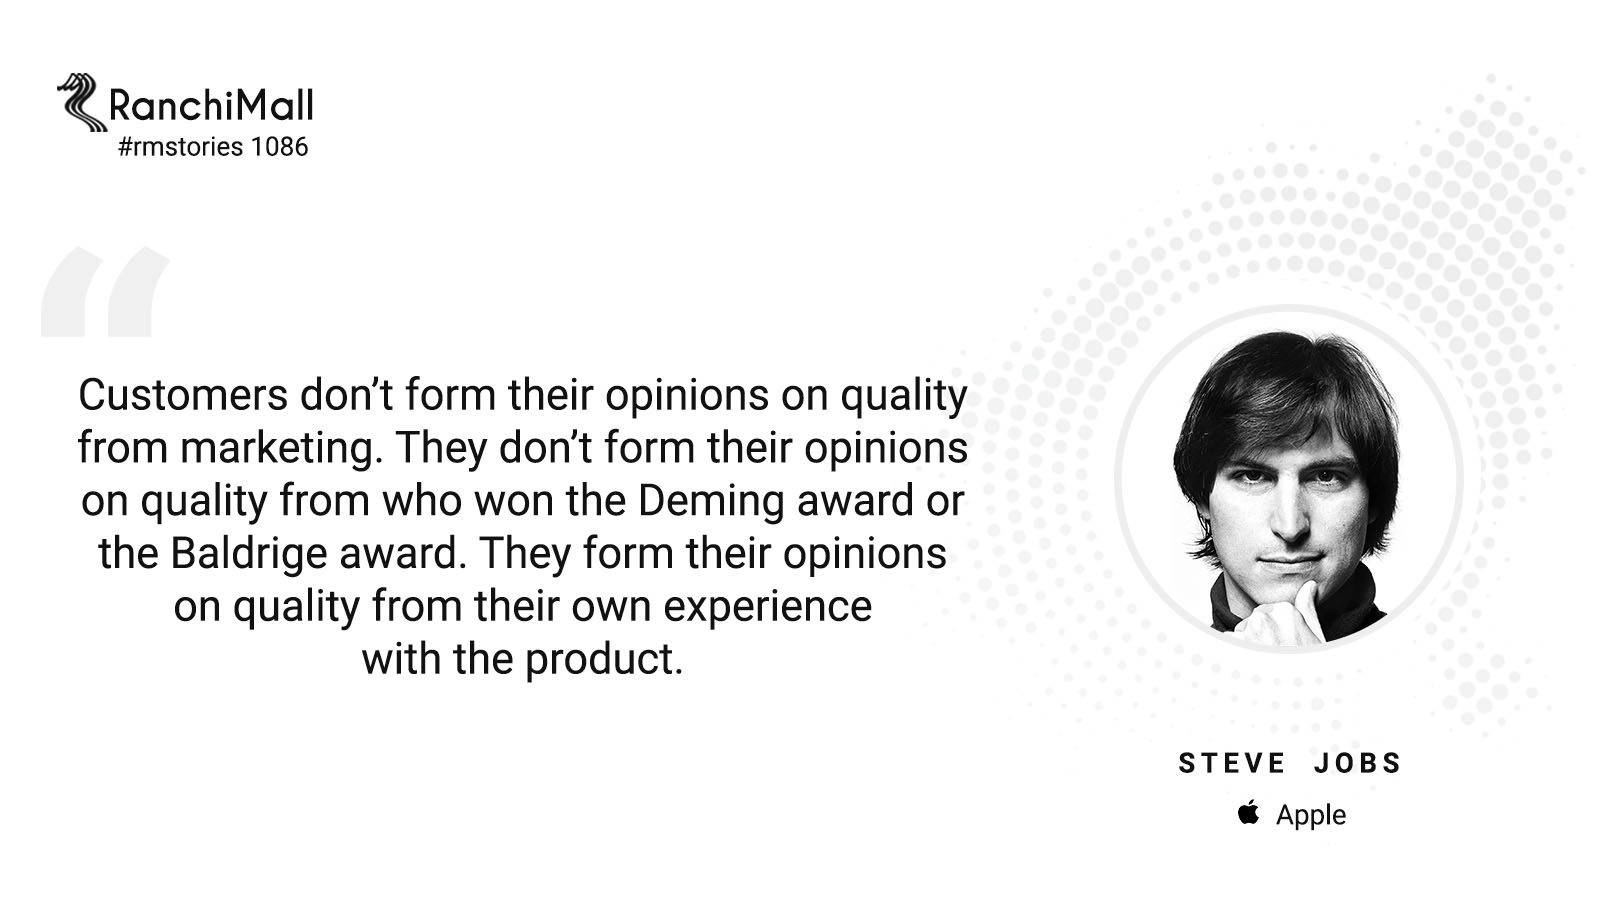 RanchiMall
#rmstories 1086
“
Customers don’t form their opinions on quality
from marketing. They don’t form their opinions
on quality from who won the Deming award or
the Baldrige award. They form their opinions
on quality from their own experience
with the product.
STEVE JOBS
Apple